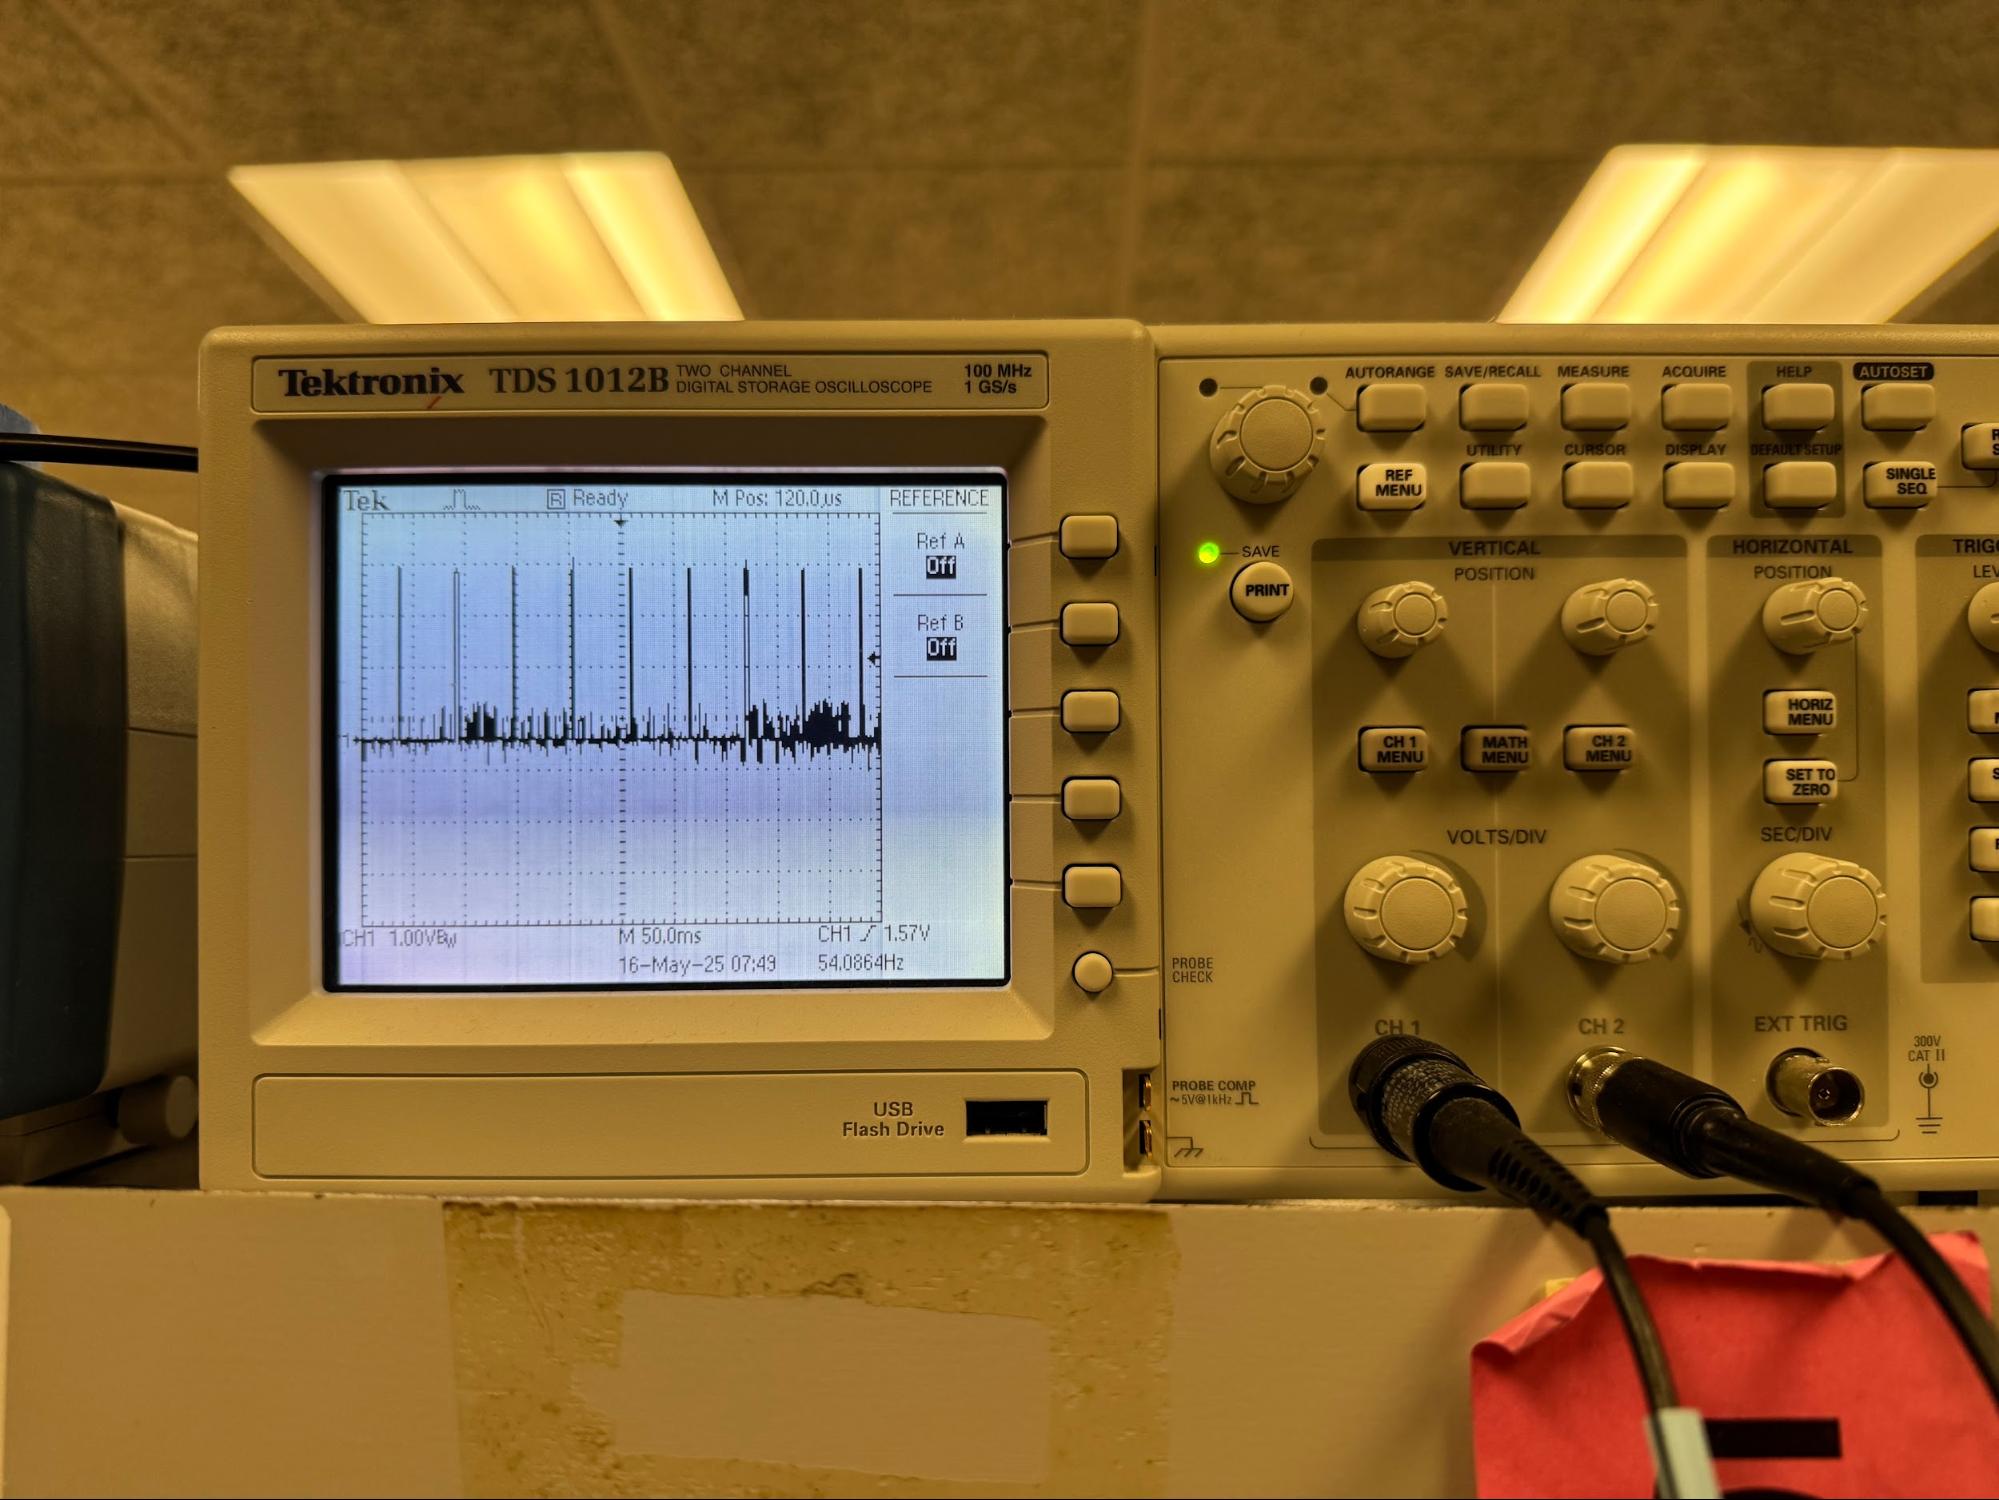 Tektronix TDS 1012B TWO CHANNEL DIGITAL STORAGE OSCILLOSCOPE 100 MHz 1 GS/s
Tek R Ready M Pos: 120.0µs REFERENCE
Ref A
Off
Ref B
Off
1
CH1 1.00VBw M 50.0ms CH1 1.57V
16-May-25 07:49 54.0864Hz
USB
Flash Drive
AUTORANGE SAVE/RECALL MEASURE ACQUIRE HELP AUTOSET
UTILITY CURSOR DISPLAY DEFAULT SETUP
REF
MENU
SINGLE
SEQ
SAVE
PRINT
VERTICAL
POSITION
HORIZONTAL
POSITION
CH 1
MENU
MATH
MENU
CH 2
MENU
HORIZ
MENU
SET TO
ZERO
VOLTS/DIV SEC/DIV
PROBE
CHECK
CH 1 CH 2 EXT TRIG
300V
CAT II
PROBE COMP
~5V@1kHz